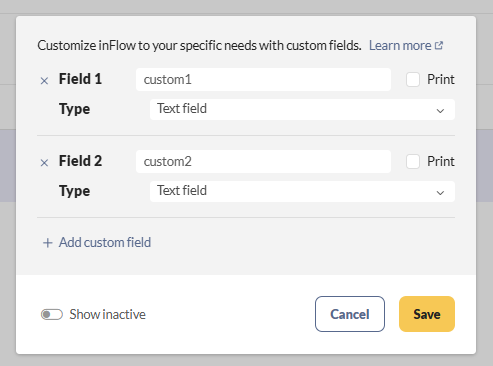 Customize inFlow to your specific needs with custom fields. Learn more
Field 1 custom1 Print
Type Text field
Field 2 custom2 Print
Type Text field
+ Add custom field
Show inactive Cancel Save